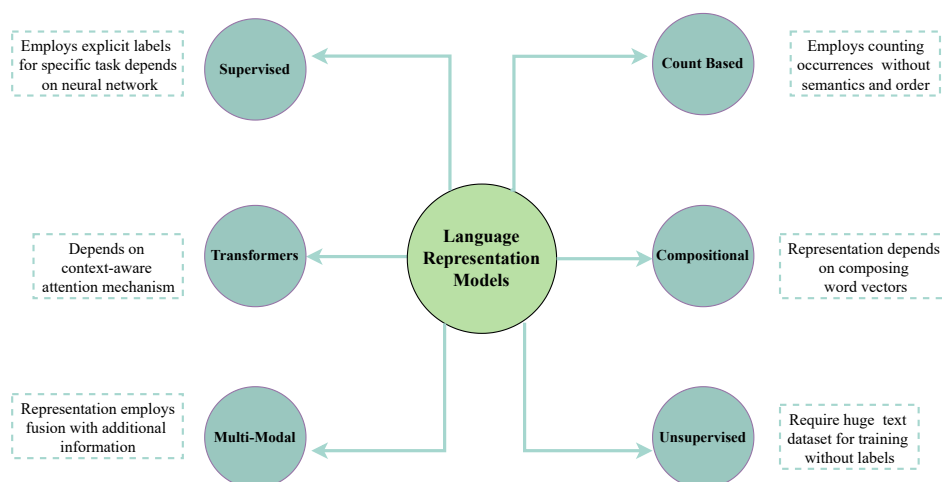 Employs explicit labels
for specific task depends
on neural network
Supervised
Count Based
Employs counting
occurrences without
semantics and order
Language
Representation
Models
Depends on
context-aware
attention mechanism
Transformers
Compositional
Representation depends
on composing
word vectors
Representation employs
fusion with additional
information
Multi-Modal
Unsupervised
Require huge text
dataset for training
without labels